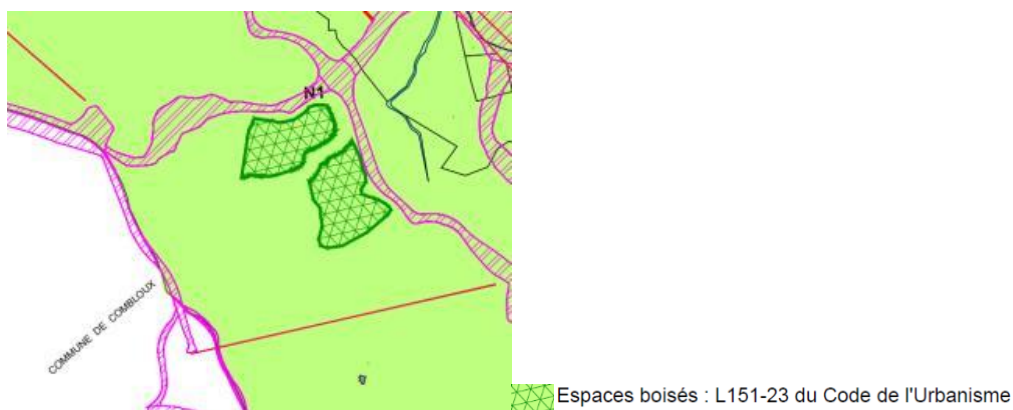 N1
COMMUNE DE COMBLOUX
Espaces boisés : L151-23 du Code de l'Urbanisme